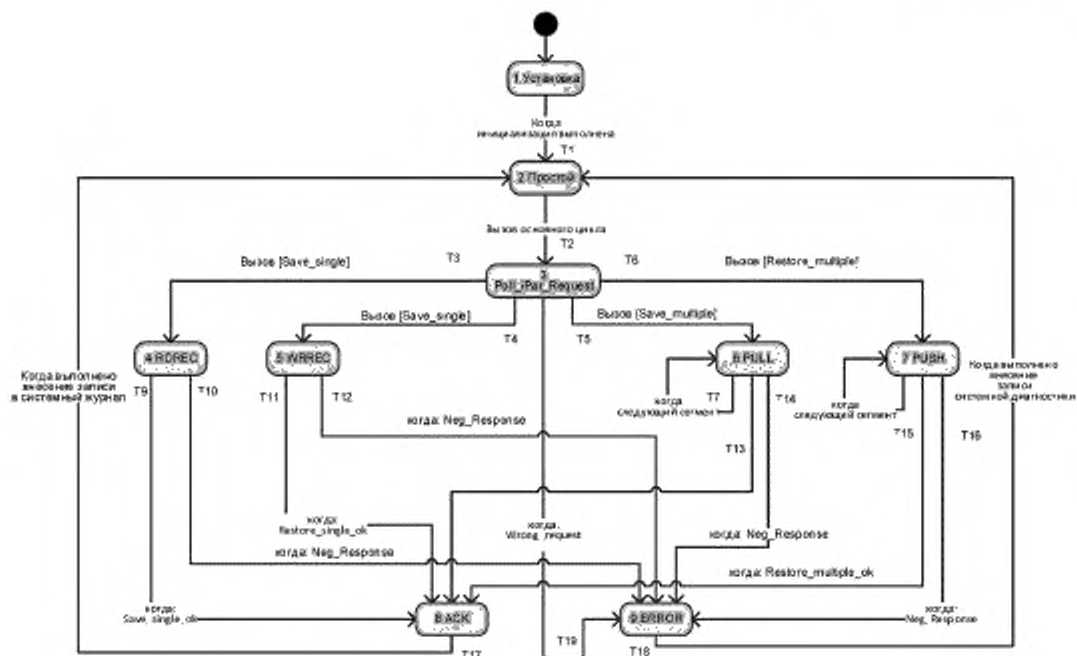 1 Установка
Когда
инициализация выполнена
T1
2 Простой
Вызов основного цикла
T2
Вызов [Save_single]
T3
T6
Вызов [Restore_multiple]
3
Poll_iPar_Request
Вызов [Save_single]
Вызов [Save_multiple]
T4
T5
4 RDREC
5 WRREC
6 PULL
7 PUSH
Когда выполнено
внесение записи
в системный журнал
T9
T10
T11
T12
когда
следующий сегмент
T7
T14
когда
следующий сегмент
T15
Когда выполнено
внесение
записи
системной диагностики
T16
когда: Neg_Response
T13
когда:
Restore_single_ok
когда:
Wrong_request
когда: Neg_Response
когда: Neg_Response
когда: Restore_multiple_ok
когда:
Save_single_ok
8 ACK
9 ERROR
когда:
Neg_Response
T17
T19
T18